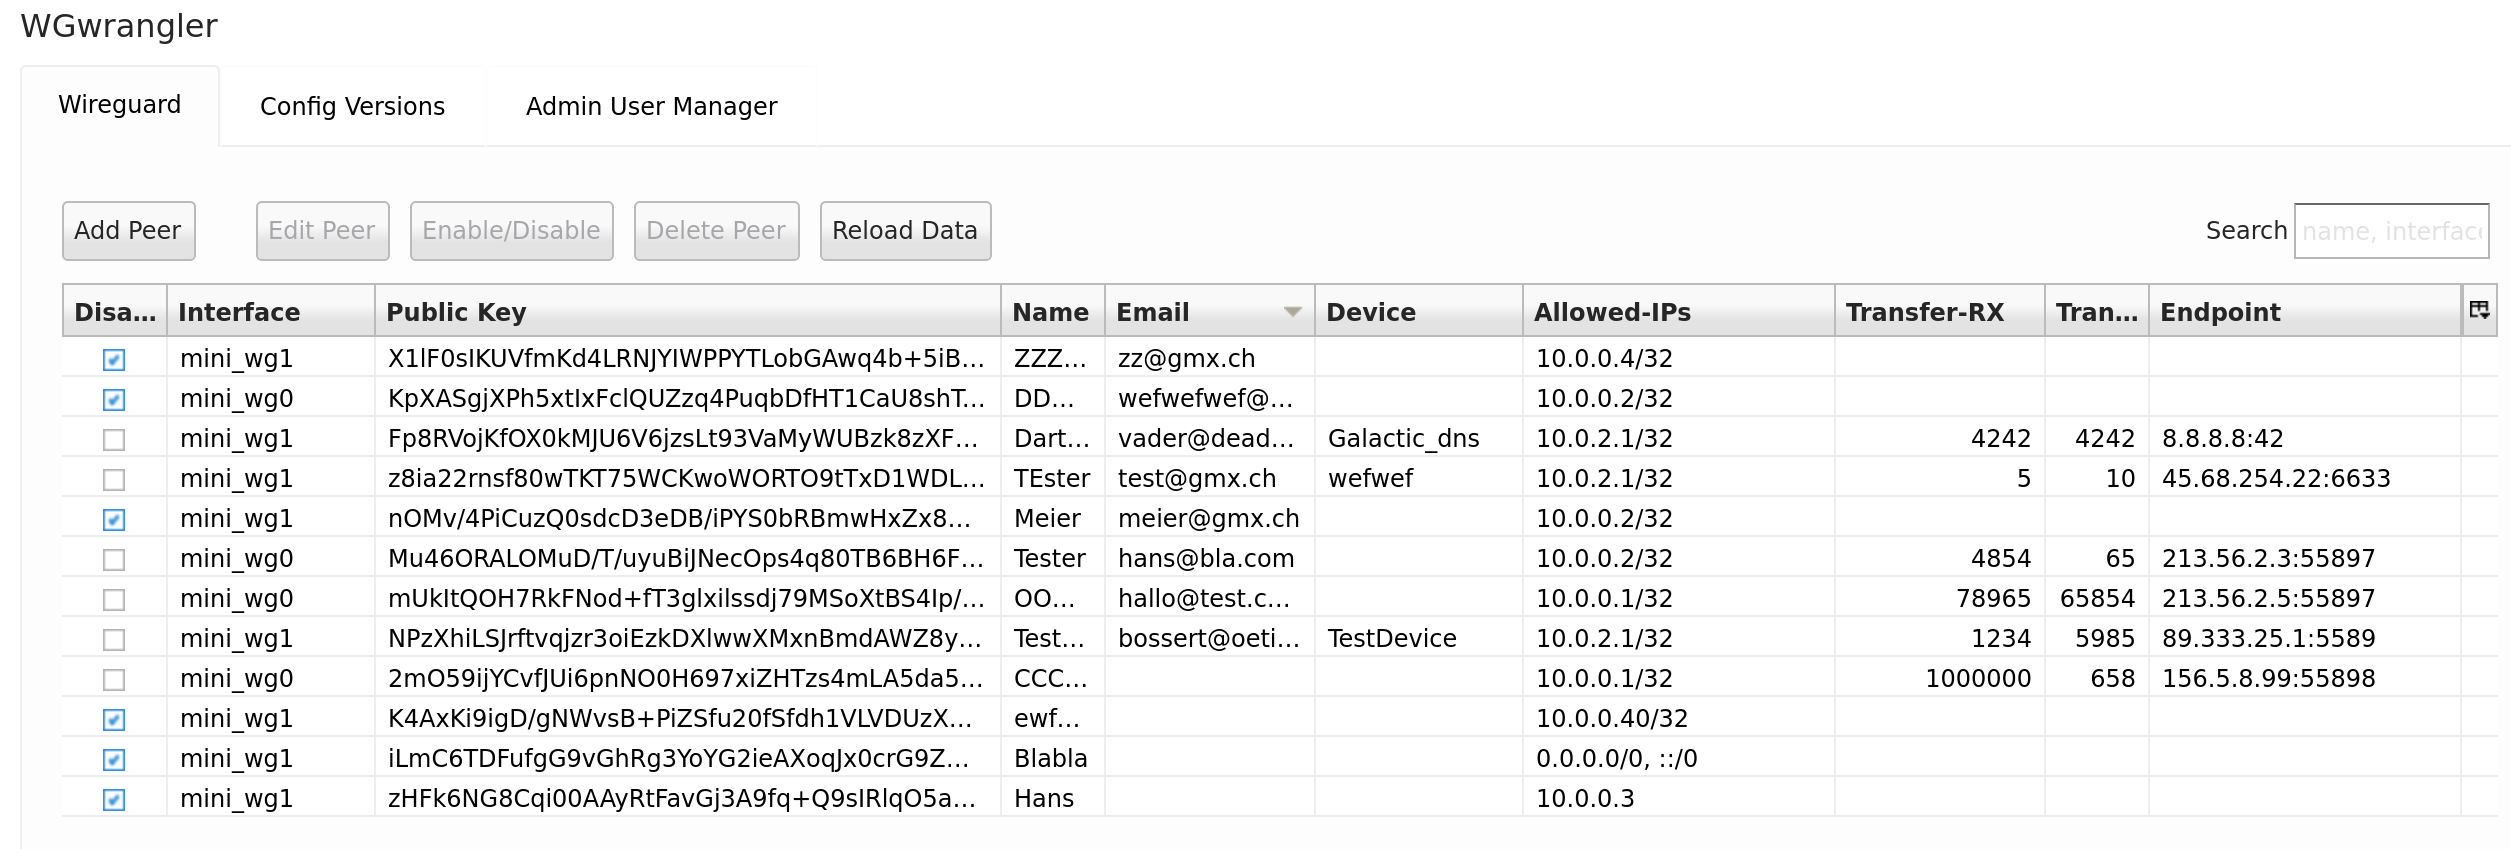 WGwrangler
Wireguard Config Versions Admin User Manager
Add Peer Edit Peer Enable/Disable Delete Peer Reload Data Search name, interface
Disa... Interface Public Key Name Email Device Allowed-IPs Transfer-RX Tran... Endpoint
mini_wg1 X1lF0sIKUVfmKd4LRNJYIWPPYTLobGAwq4b+5iB... ZZZ... zz@gmx.ch 10.0.0.4/32
mini_wg0 KpXASgjXPh5xtIxFclQUZzq4PuqbDfHT1CaU8shT... DD... wefwefwef@... 10.0.0.2/32
mini_wg1 Fp8RVojKfOX0kMJU6V6jzsLt93VaMyWUBzk8zXF... Dart... vader@dead... Galactic_dns 10.0.2.1/32 4242 4242 8.8.8.8:42
mini_wg1 z8ia22rnsf80wTKT75WCKwoWORTO9tTxD1WDL... TEster test@gmx.ch wefwef 10.0.2.1/32 5 10 45.68.254.22:6633
mini_wg1 nOMv/4PiCuzQ0sdcD3eDB/iPYS0bRBmwHxZx8... Meier meier@gmx.ch 10.0.0.2/32
mini_wg0 Mu46ORALOMuD/T/uyuBiJNecOps4q80TB6BH6F... Tester hans@bla.com 10.0.0.2/32 4854 65 213.56.2.3:55897
mini_wg0 mUkItQOH7RkFNod+fT3glxilssdj79MSoXtBS4Ip/... OO... hallo@test.c... 10.0.0.1/32 78965 65854 213.56.2.5:55897
mini_wg1 NPzXhiLSJrftvqjzr3oiEzkDXlwwXMxnBmdAWZ8y... Test... bossert@oeti... TestDevice 10.0.2.1/32 1234 5985 89.333.25.1:5589
mini_wg0 2mO59ijYCvfJUi6pnNO0H697xiZHTzs4mLA5da5... CCC... 10.0.0.1/32 1000000 658 156.5.8.99:55898
mini_wg1 K4AxKi9igD/gNWvsB+PiZSfu20fSfdh1VLVDUzX... ewf... 10.0.0.40/32
mini_wg1 iLmC6TDFufgG9vGhRg3YoYG2ieAXoqJx0crG9Z... Blabla 0.0.0.0/0, ::/0
mini_wg1 zHFk6NG8Cqi00AAyRtFavGj3A9fq+Q9sIRlqO5a... Hans 10.0.0.3